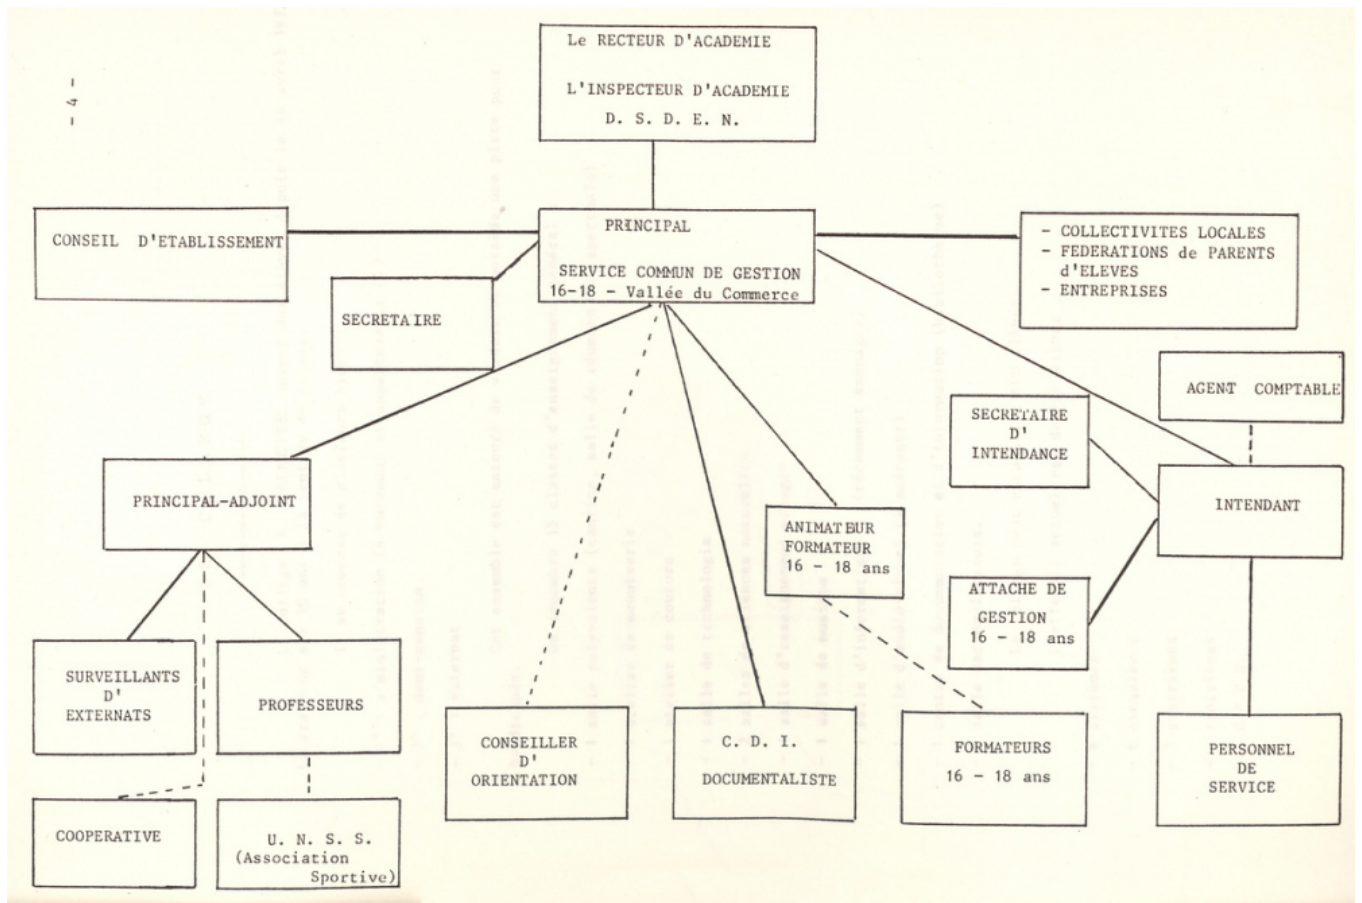 - 4 -
Le RECTEUR D'ACADEMIE
L'INSPECTEUR D'ACADEMIE
D. S. D. E. N.
CONSEIL D'ETABLISSEMENT
PRINCIPAL
SERVICE COMMUN DE GESTION
16-18 - Vallée du Commerce
- COLLECTIVITES LOCALES
- FEDERATIONS de PARENTS
d'ELEVES
- ENTREPRISES
SECRETAIRE
AGENT COMPTABLE
SECRETAIRE
D'
INTENDANCE
PRINCIPAL-ADJOINT
INTENDANT
ANIMATEUR
FORMATEUR
16 - 18 ans
ATTACHE DE
GESTION
16 - 18 ans
SURVEILLANTS
D'
EXTERNATS
PROFESSEURS
CONSEILLER
D'
ORIENTATION
C. D. I.
DOCUMENTALISTE
FORMATEURS
16 - 18 ans
PERSONNEL
DE
SERVICE
COOPERATIVE
U. N. S. S.
(Association
Sportive)